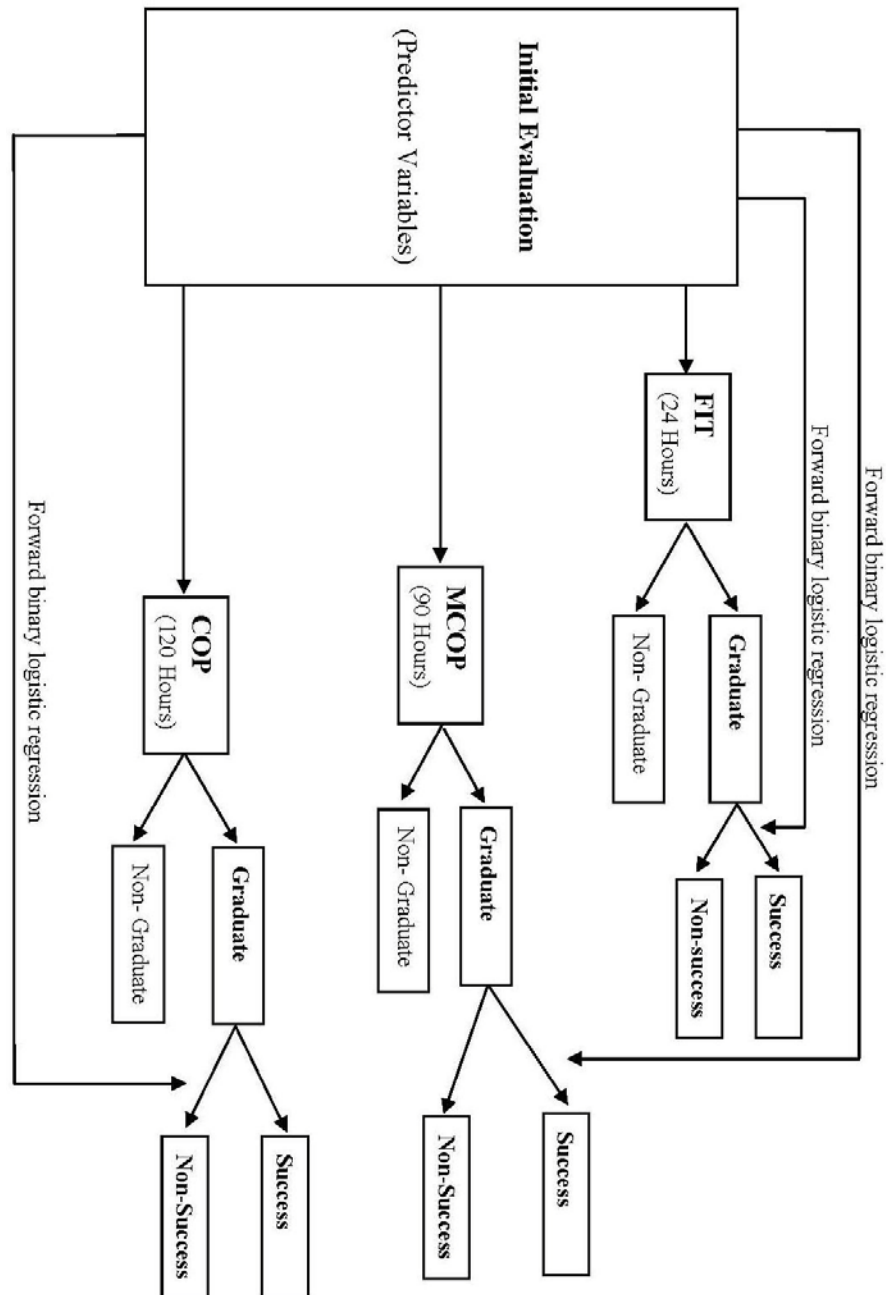 Initial Evaluation
(Predictor Variables)
Forward binary logistic regression
Forward binary logistic regression
FIT
(24 Hours)
Graduate
Non- Graduate
Success
Non-success
MCOP
(90 Hours)
Graduate
Non- Graduate
Success
Non-Success
COP
(120 Hours)
Graduate
Non- Graduate
Success
Non-Success
Forward binary logistic regression